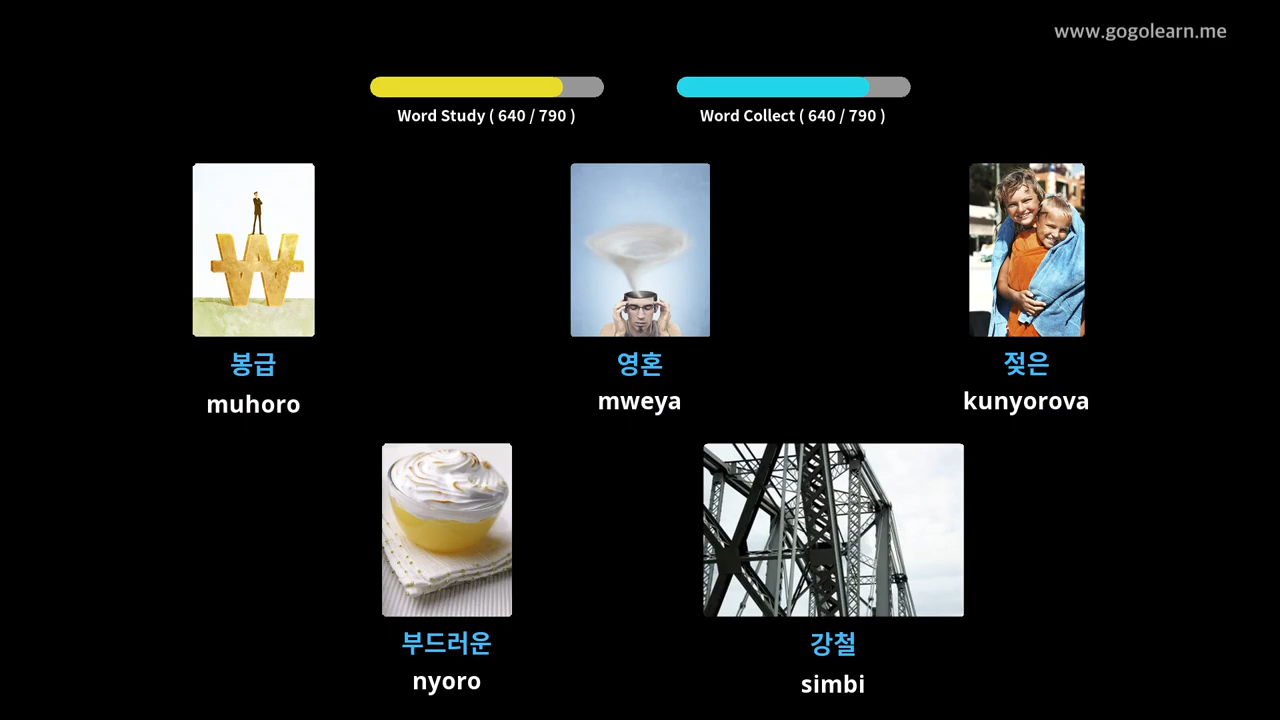 www.gogolearn.me
Word Study ( 640 / 790 )
Word Collect ( 640 / 790 )
봉급
muhoro
영혼
mweya
젖은
kunyorova
부드러운
nyoro
강철
simbi